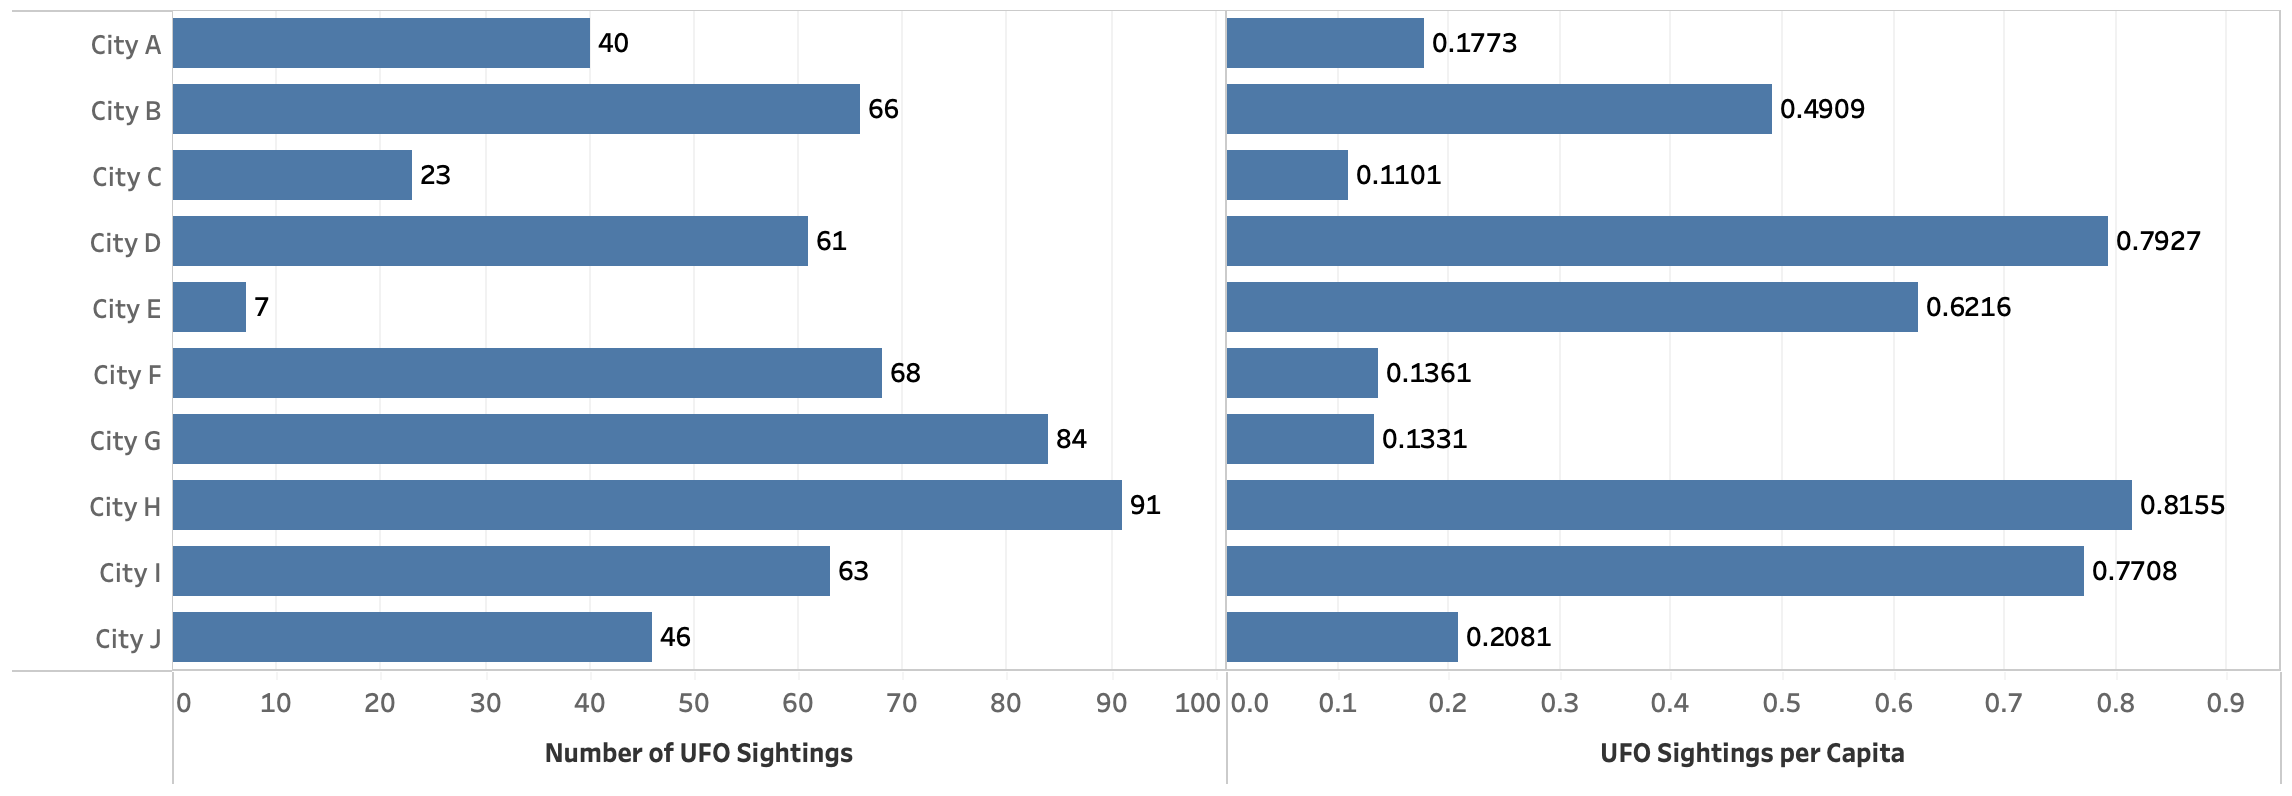 City A 40 0.1773
City B 66 0.4909
City C 23 0.1101
City D 61 0.7927
City E 7 0.6216
City F 68 0.1361
City G 84 0.1331
City H 91 0.8155
City I 63 0.7708
City J 46 0.2081
0 10 20 30 40 50 60 70 80 90 100 0.0 0.1 0.2 0.3 0.4 0.5 0.6 0.7 0.8 0.9
Number of UFO Sightings UFO Sightings per Capita